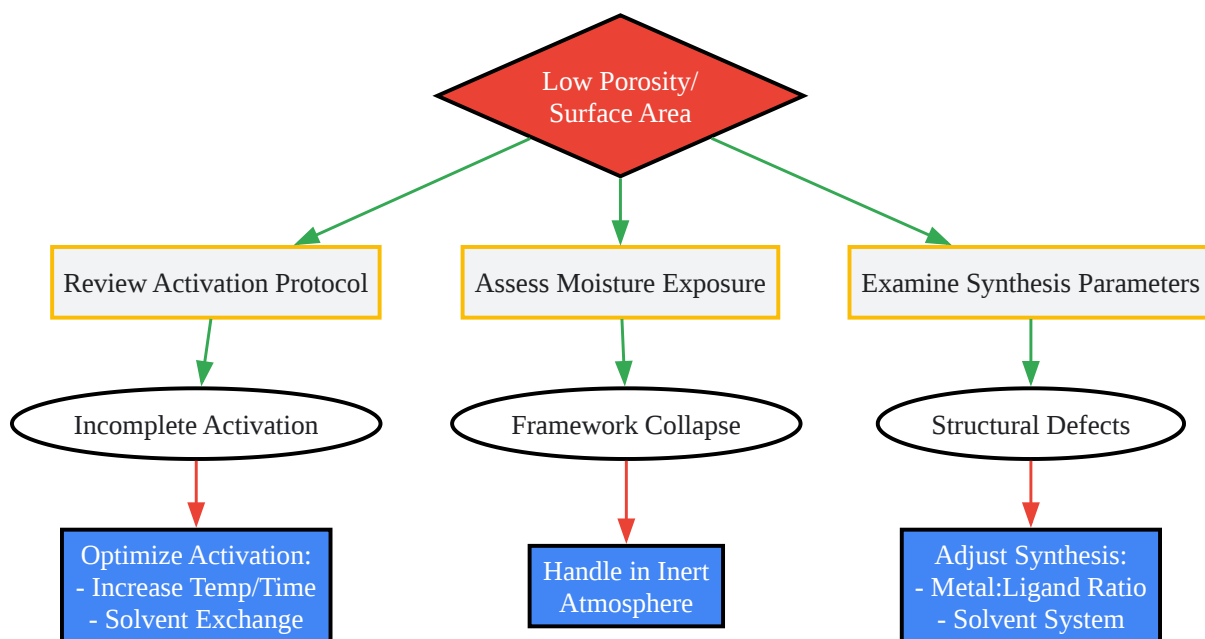 Low Porosity/
Surface Area
Review Activation Protocol
Assess Moisture Exposure
Examine Synthesis Parameters
Incomplete Activation
Framework Collapse
Structural Defects
Optimize Activation:
- Increase Temp/Time
- Solvent Exchange
Handle in Inert
Atmosphere
Adjust Synthesis:
- Metal:Ligand Ratio
- Solvent System